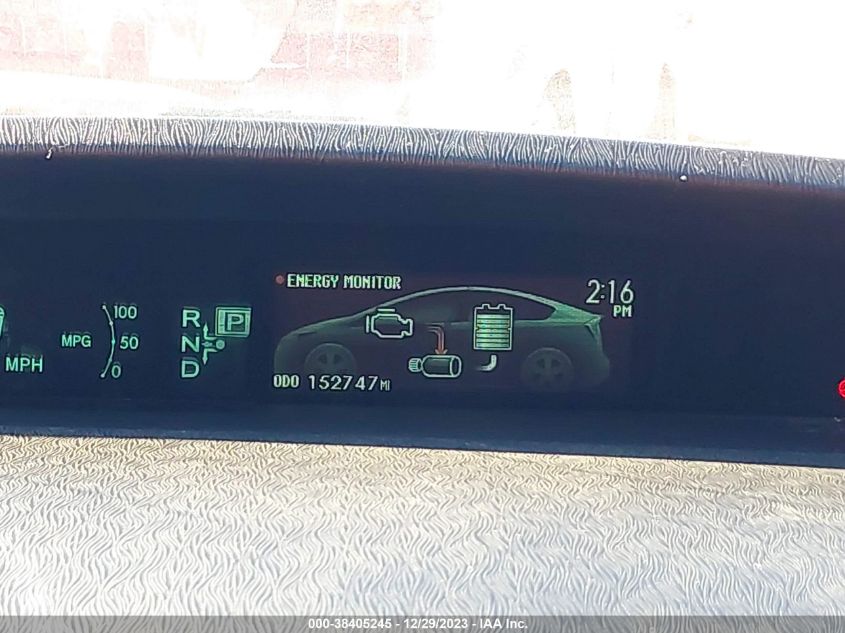 ENERGY MONITOR
2:16
PM
100
MPG 50
0
MPH
R P
N
D
ODO 152747 MI
000-38405245 - 12/29/2023 - IAA Inc.